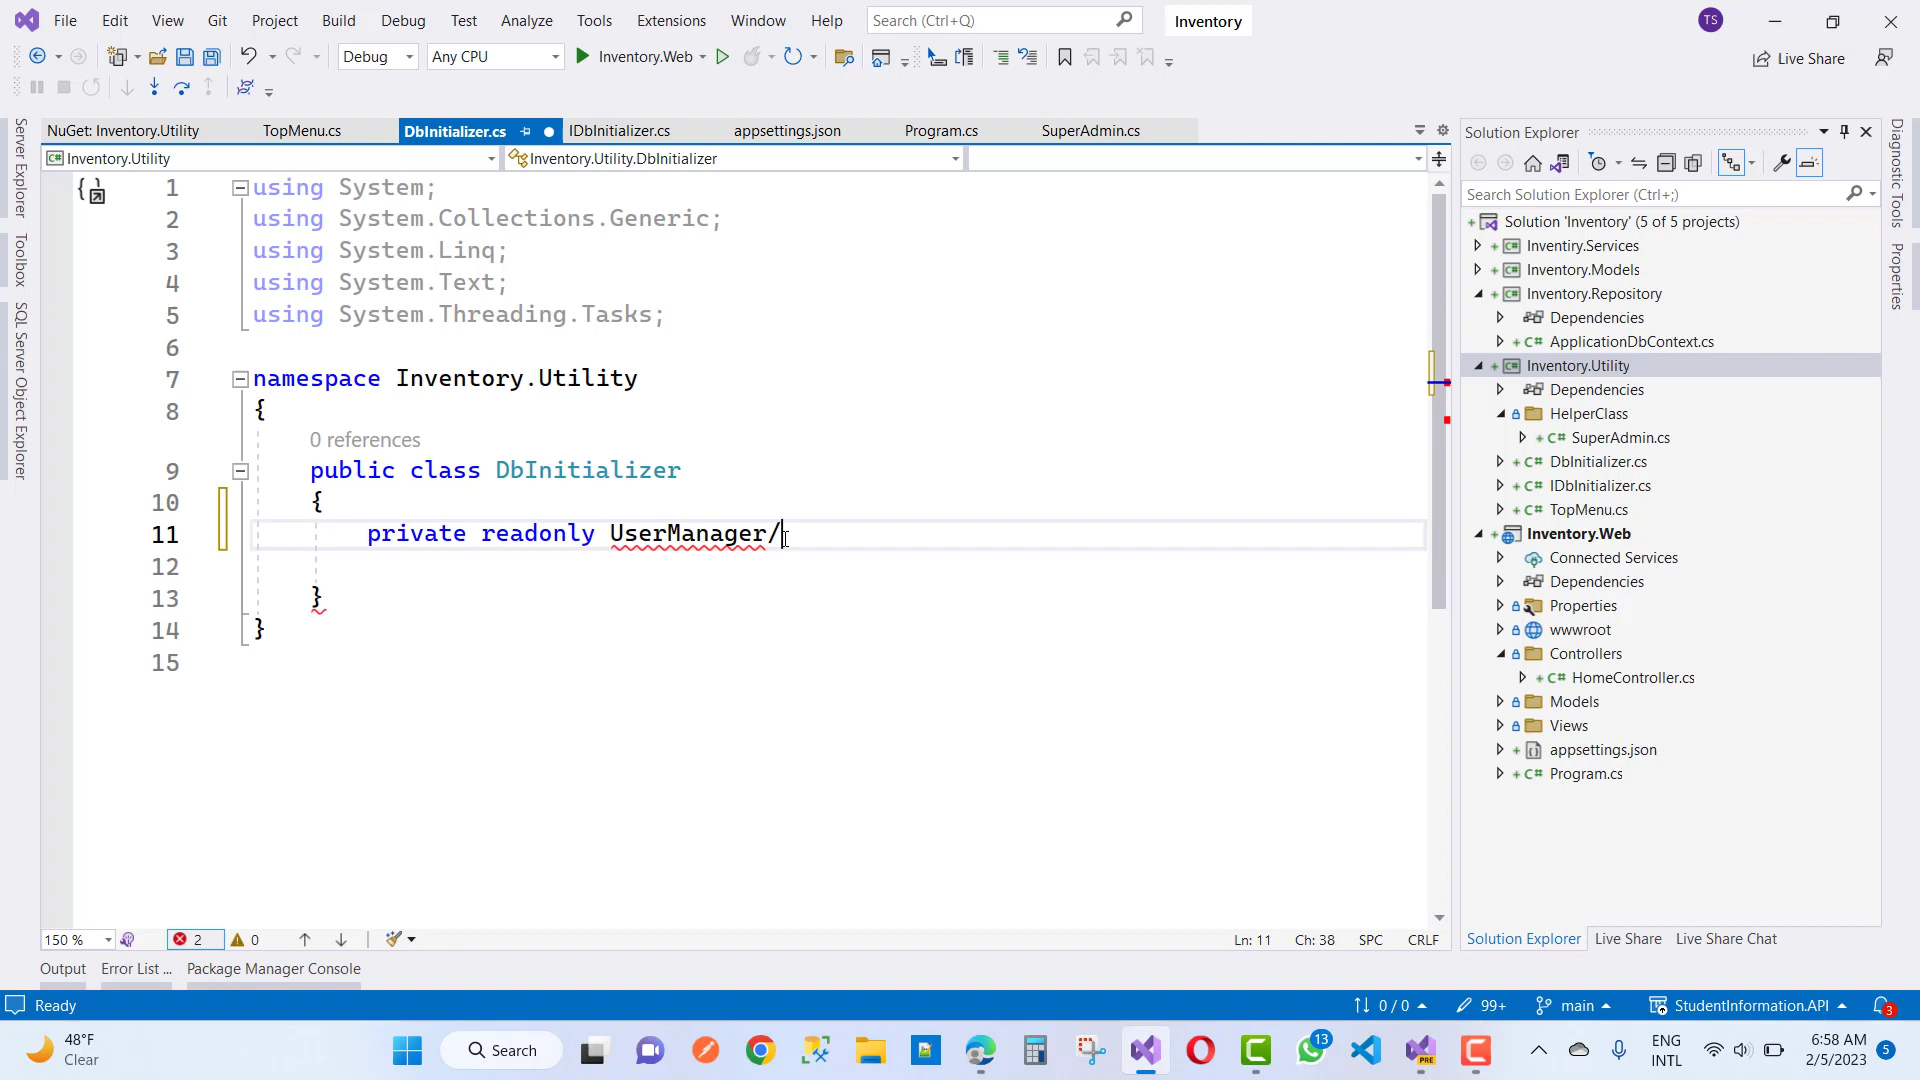 File Edit View Git Project Build Debug Test Analyze Tools Extensions Window Help Search (Ctrl+Q) Inventory TS
Debug Any CPU Inventory.Web Live Share
NuGet: Inventory.Utility TopMenu.cs DbInitializer.cs IDbInitializer.cs appsettings.json Program.cs SuperAdmin.cs
Inventory.Utility Inventory.Utility.DbInitializer
1 using System;
2 using System.Collections.Generic;
3 using System.Linq;
4 using System.Text;
5 using System.Threading.Tasks;
6
7 namespace Inventory.Utility
8 {
0 references
9 public class DbInitializer
10 {
11 private readonly UserManager/
12
13 }
14 }
15
150 % 2 0 Ln: 11 Ch: 38 SPC CRLF
Output Error List ... Package Manager Console
Server Explorer
Toolbox
SQL Server Object Explorer
Solution Explorer
Search Solution Explorer (Ctrl+;)
Solution 'Inventory' (5 of 5 projects)
Inventiry.Services
Inventory.Models
Inventory.Repository
Dependencies
ApplicationDbContext.cs
Inventory.Utility
Dependencies
HelperClass
SuperAdmin.cs
DbInitializer.cs
IDbInitializer.cs
TopMenu.cs
Inventory.Web
Connected Services
Dependencies
Properties
wwwroot
Controllers
HomeController.cs
Models
Views
appsettings.json
Program.cs
Solution Explorer Live Share Live Share Chat
Diagnostic Tools
Properties
Ready 0 / 0 99+ main StudentInformation.API 3
48°F
Clear
Search
13
PRE
ENG
INTL
6:58 AM
2/5/2023
5